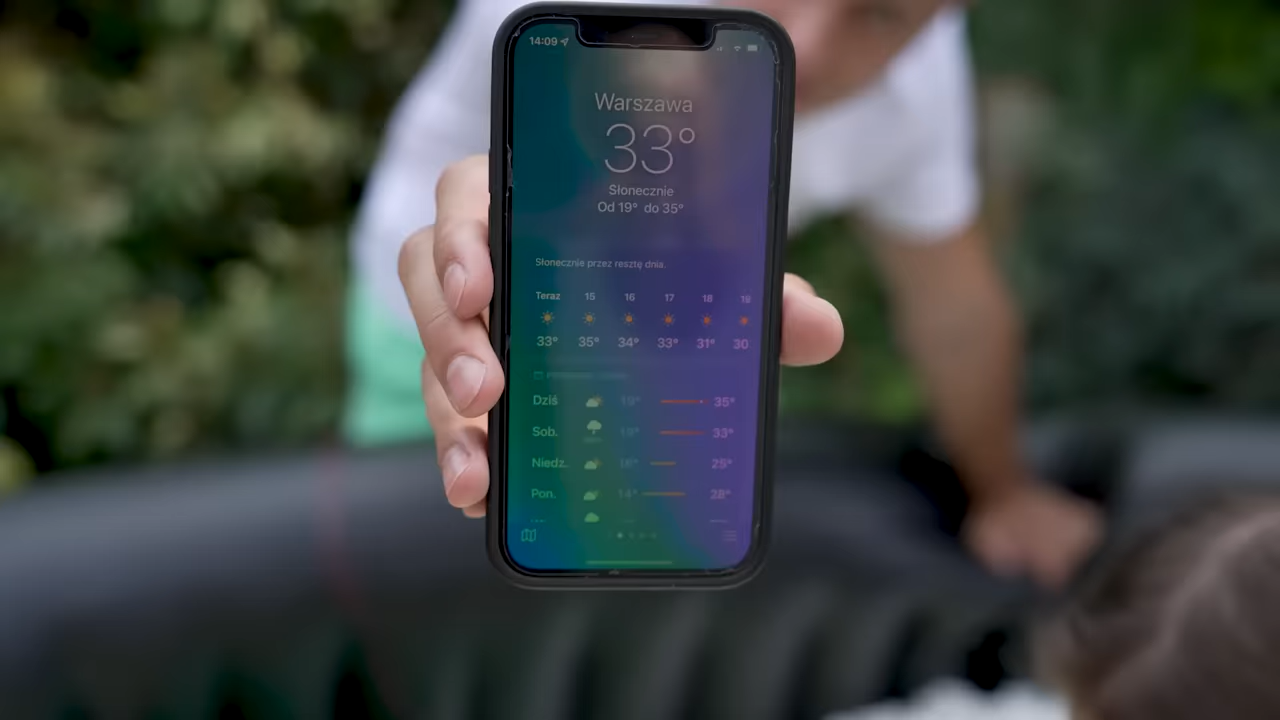 14:09
Warszawa
33°
Słonecznie
Od 19° do 35°
Słonecznie przez resztę dnia.
Teraz 15 16 17 18 19
33° 35° 34° 33° 31° 30
Dziś 19° 35°
Sob. 19° 33°
Niedz. 25°
Pon. 14° 28°